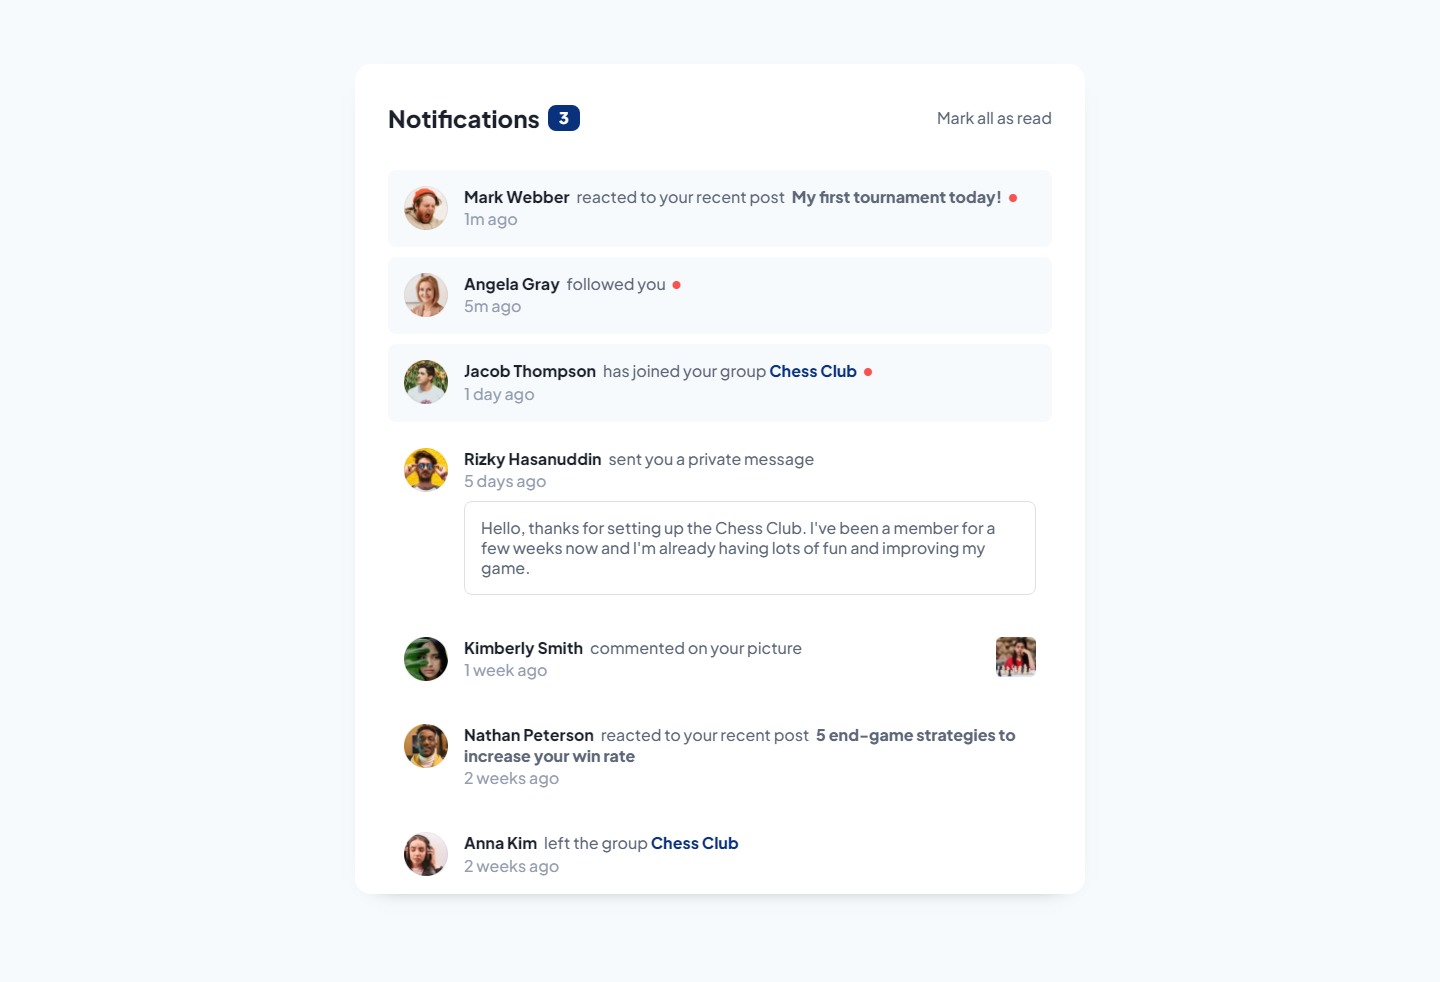 Notifications 3
Mark all as read
Mark Webber reacted to your recent post My first tournament today!
1m ago
Angela Gray followed you
5m ago
Jacob Thompson has joined your group Chess Club
1 day ago
Rizky Hasanuddin sent you a private message
5 days ago
Hello, thanks for setting up the Chess Club. I've been a member for a
few weeks now and I'm already having lots of fun and improving my
game.
Kimberly Smith commented on your picture
1 week ago
Nathan Peterson reacted to your recent post 5 end-game strategies to
increase your win rate
2 weeks ago
Anna Kim left the group Chess Club
2 weeks ago